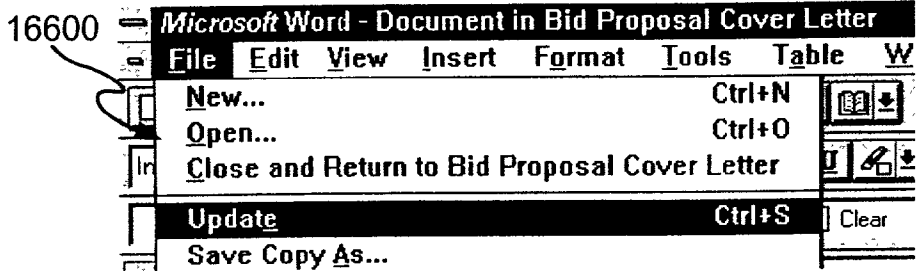 16600
Microsoft Word - Document in Bid Proposal Cover Letter
File Edit View Insert Format Tools Table W
New... Ctrl+N
Open... Ctrl+O
Close and Return to Bid Proposal Cover Letter
In
Update Ctrl+S
Clear
Save Copy As...